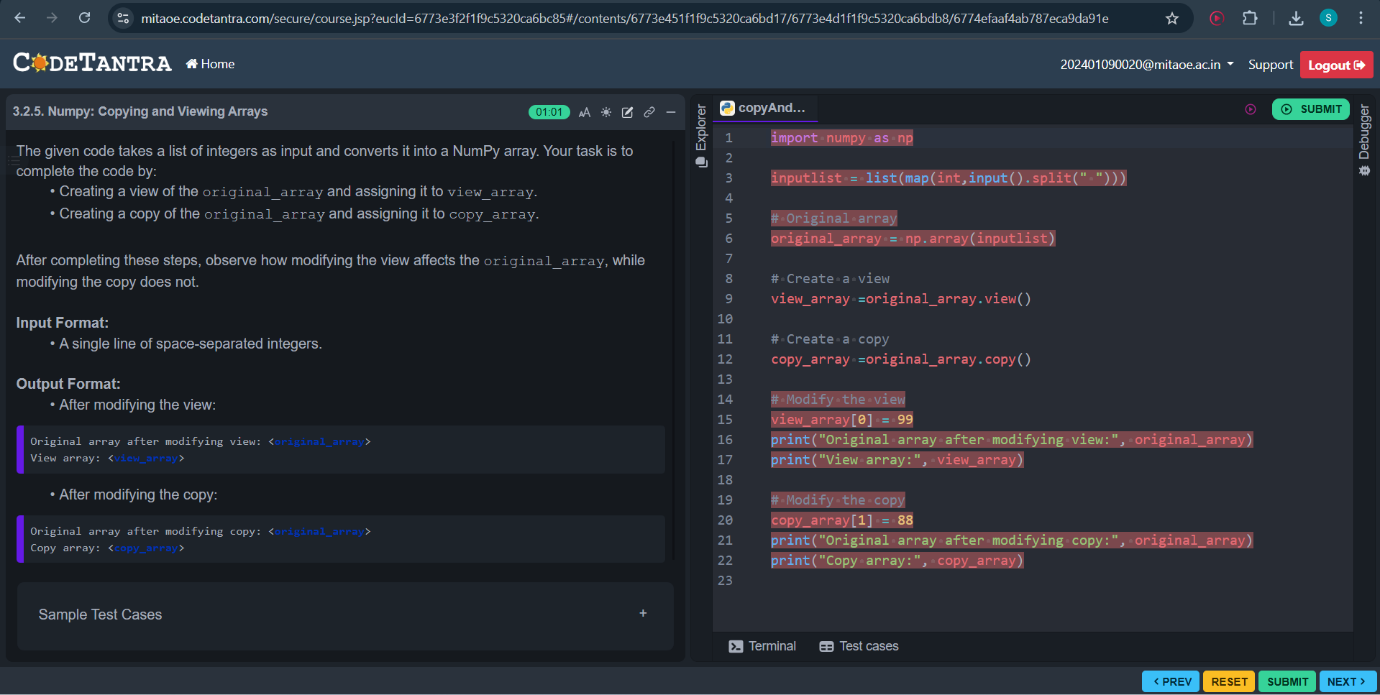 mitaoe.codetantra.com/secure/course.jsp?eucId=6773e3f2f1f9c5320ca6bc85#/contents/6773e451f1f9c5320ca6bd17/6773e4d1f1f9c5320ca6bdb8/6774efaaf4ab787eca9da91e
S
CODETANTRA Home
202401090020@mitaoe.ac.in Support Logout
3.2.5. Numpy: Copying and Viewing Arrays
01:01 AA
The given code takes a list of integers as input and converts it into a NumPy array. Your task is to
complete the code by:
• Creating a view of the original_array and assigning it to view_array.
• Creating a copy of the original_array and assigning it to copy_array.
After completing these steps, observe how modifying the view affects the original_array, while
modifying the copy does not.
Input Format:
• A single line of space-separated integers.
Output Format:
• After modifying the view:
Original array after modifying view: <original_array>
View array: <view_array>
• After modifying the copy:
Original array after modifying copy: <original_array>
Copy array: <copy_array>
Sample Test Cases +
Explorer
copyAnd...
SUBMIT
Debugger
1 import numpy as np
2
3 inputlist = list(map(int,input().split(" ")))
4
5 # Original array
6 original_array = np.array(inputlist)
7
8 # Create a view
9 view_array =original_array.view()
10
11 # Create a copy
12 copy_array =original_array.copy()
13
14 # Modify the view
15 view_array[0] = 99
16 print("Original array after modifying view:", original_array)
17 print("View array:", view_array)
18
19 # Modify the copy
20 copy_array[1] = 88
21 print("Original array after modifying copy:", original_array)
22 print("Copy array:", copy_array)
23
Terminal Test cases
< PREV RESET SUBMIT NEXT >